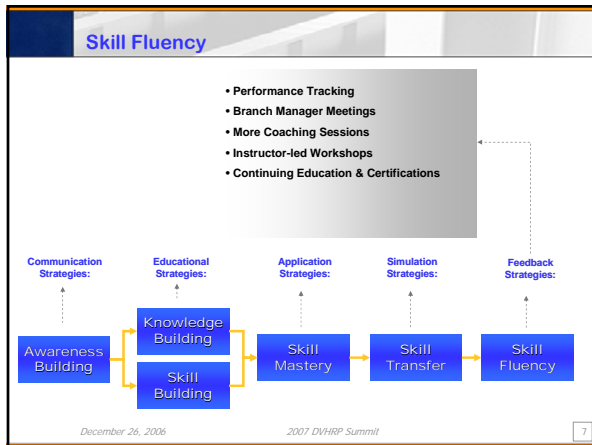 Skill Fluency
• Performance Tracking
• Branch Manager Meetings
• More Coaching Sessions
• Instructor-led Workshops
• Continuing Education & Certifications
Communication
Strategies:
Educational
Strategies:
Application
Strategies:
Simulation
Strategies:
Feedback
Strategies:
Awareness
Building
Knowledge
Building
Skill
Building
Skill
Mastery
Skill
Transfer
Skill
Fluency
December 26, 2006
2007 DVHRP Summit
7